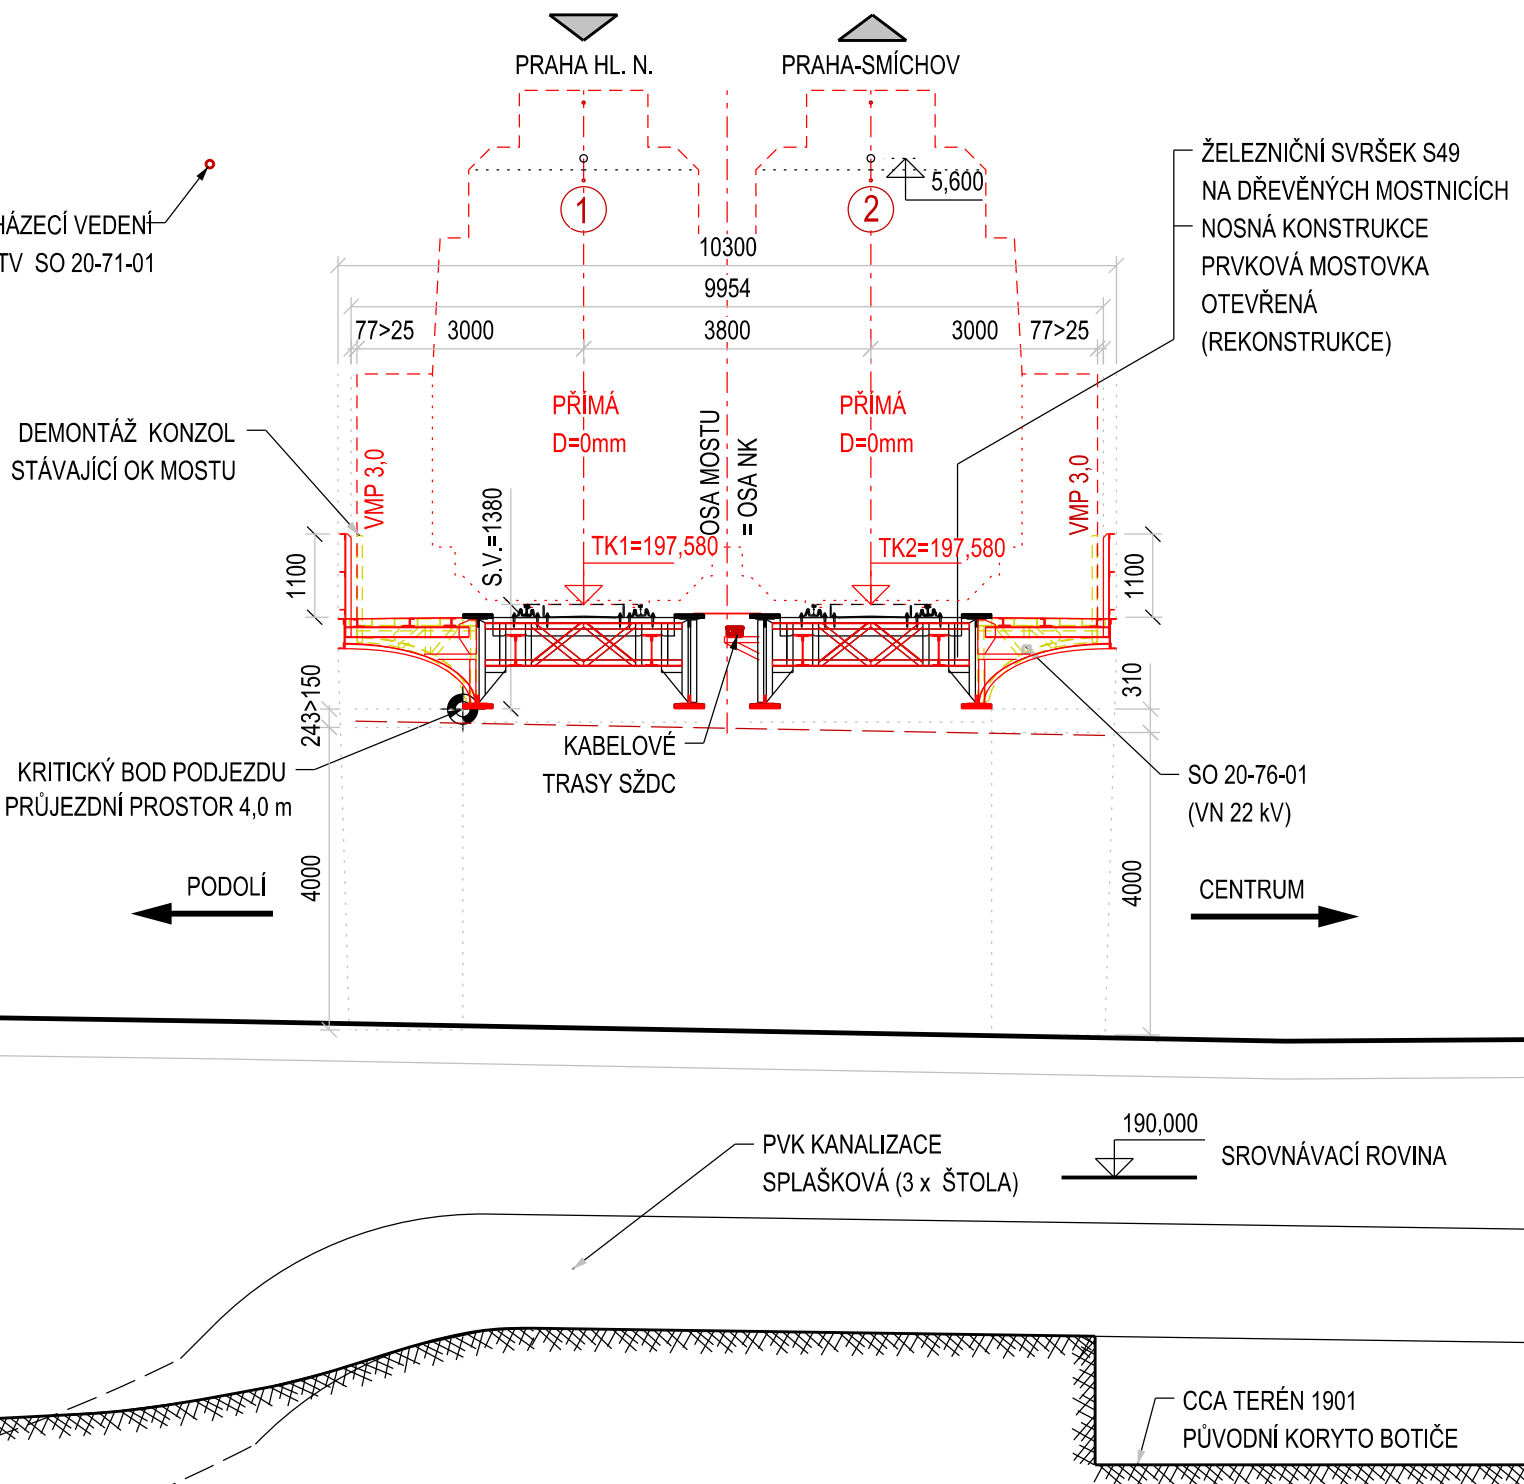 PRAHA HL. N.
PRAHA-SMÍCHOV
HÁZECÍ VEDENÍ
TV SO 20-71-01
1
2
5,600
ŽELEZNIČNÍ SVRŠEK S49
NA DŘEVĚNÝCH MOSTNICÍCH
NOSNÁ KONSTRUKCE
PRVKOVÁ MOSTOVKA
OTEVŘENÁ
(REKONSTRUKCE)
10300
9954
77>25
3000
3800
3000
77>25
DEMONTÁŽ KONZOL
STÁVAJÍCÍ OK MOSTU
VMP 3,0
PŘÍMÁ
D=0mm
OSA MOSTU
= OSA NK
PŘÍMÁ
D=0mm
VMP 3,0
S.V.=1380
TK1=197,580
TK2=197,580
1100
1100
243>150
310
KRITICKÝ BOD PODJEZDU
PRŮJEZDNÍ PROSTOR 4,0 m
KABELOVÉ
TRASY SŽDC
SO 20-76-01
(VN 22 kV)
4000
4000
PODOLÍ
CENTRUM
PVK KANALIZACE
SPLAŠKOVÁ (3 x ŠTOLA)
190,000
SROVNÁVACÍ ROVINA
CCA TERÉN 1901
PŮVODNÍ KORYTO BOTIČE